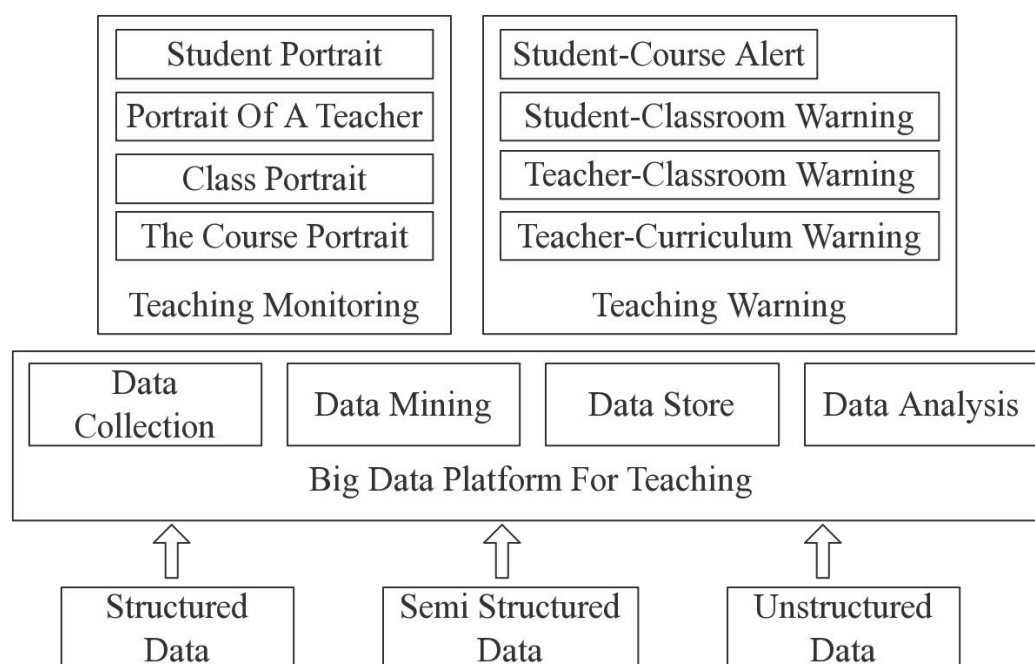 Student Portrait
Portrait Of A Teacher
Class Portrait
The Course Portrait
Teaching Monitoring
Student-Course Alert
Student-Classroom Warning
Teacher-Classroom Warning
Teacher-Curriculum Warning
Teaching Warning
Data
Collection
Data Mining
Data Store
Data Analysis
Big Data Platform For Teaching
Structured
Data
Semi Structured
Data
Unstructured
Data